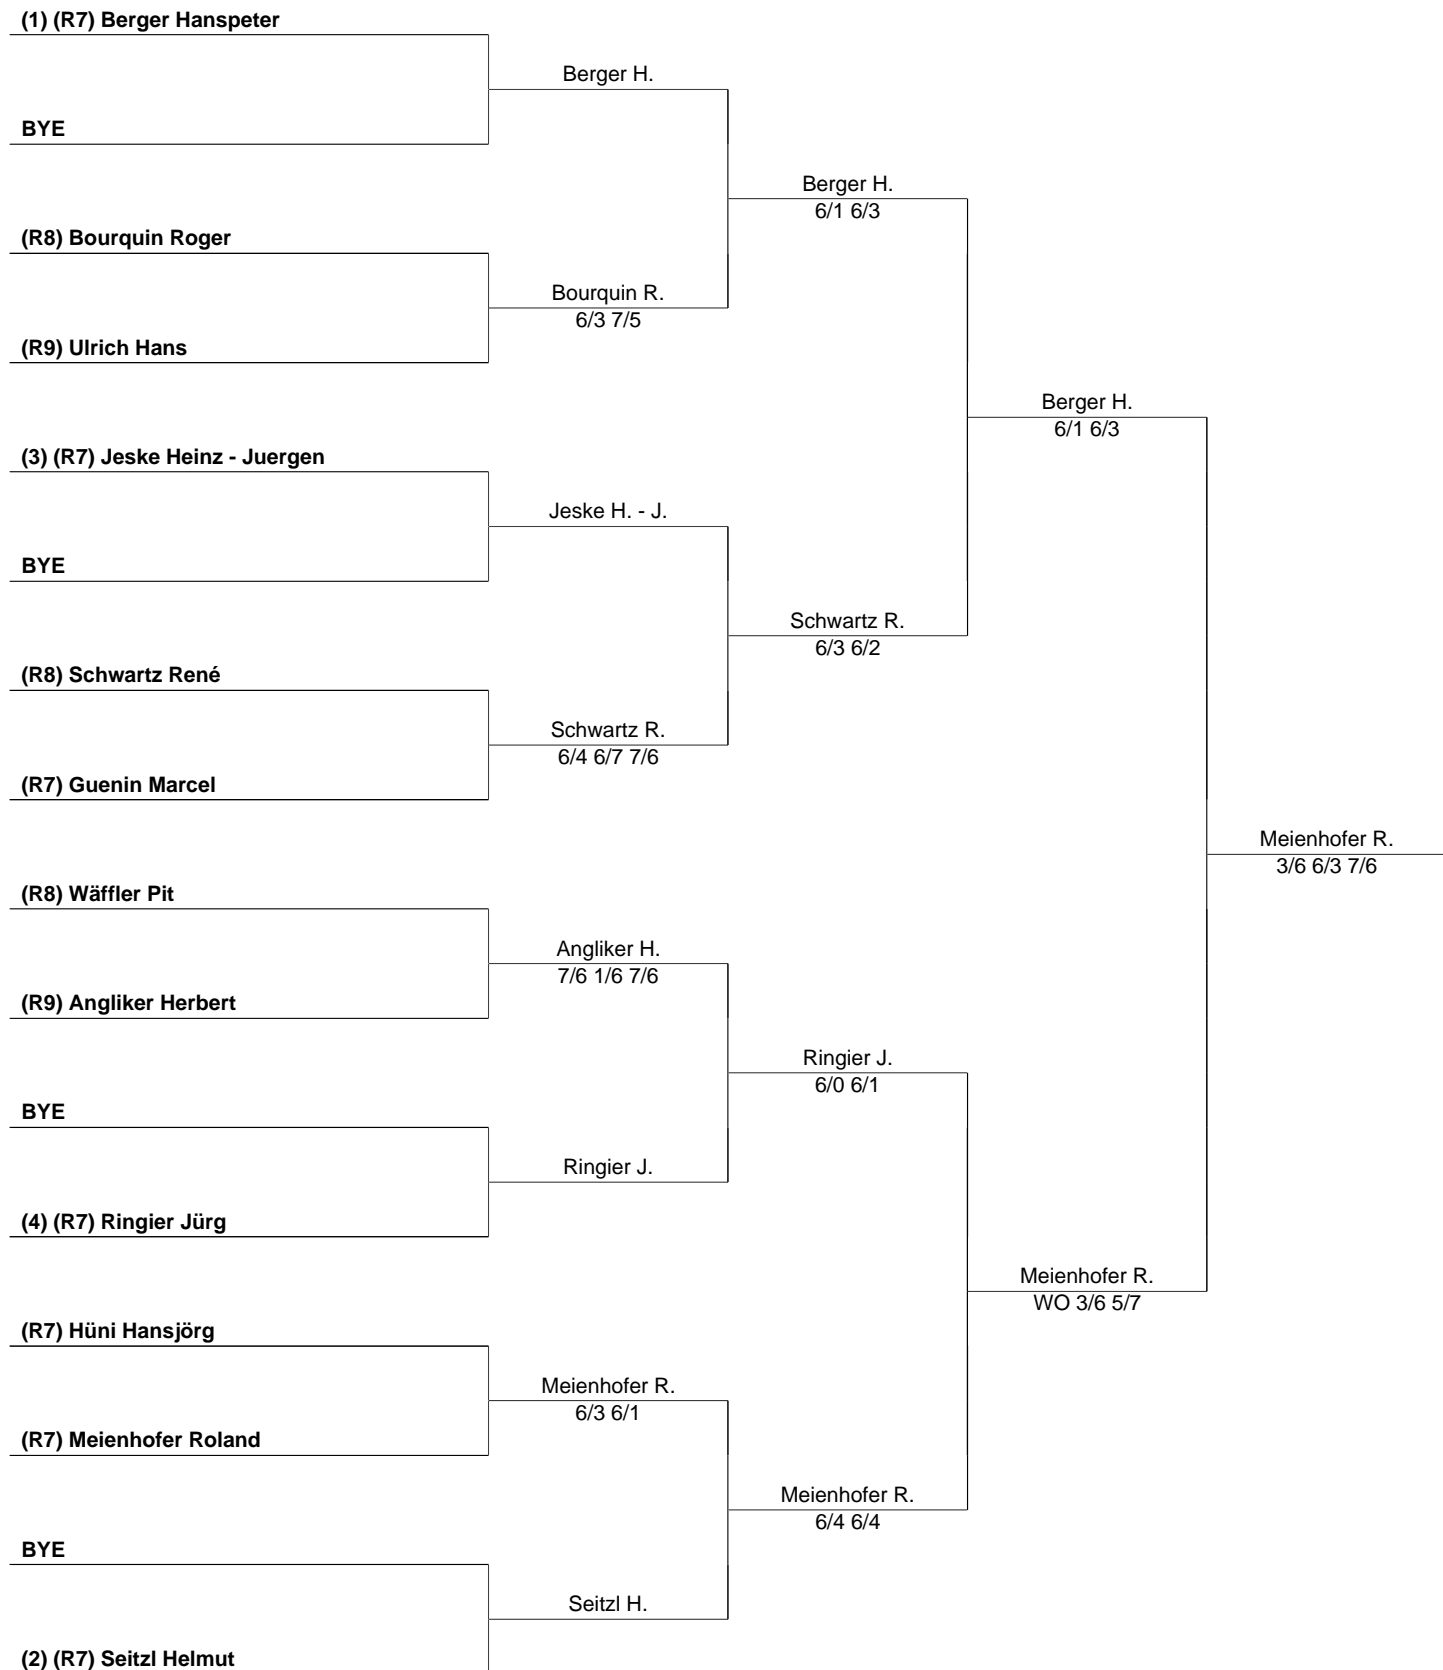 (1) (R7) Berger Hanspeter
Berger H.
BYE
Berger H.
6/1 6/3
(R8) Bourquin Roger
Bourquin R.
6/3 7/5
(R9) Ulrich Hans
Berger H.
6/1 6/3
(3) (R7) Jeske Heinz - Juergen
Jeske H. - J.
BYE
Schwartz R.
6/3 6/2
(R8) Schwartz René
Schwartz R.
6/4 6/7 7/6
(R7) Guenin Marcel
Meienhofer R.
3/6 6/3 7/6
(R8) Wäffler Pit
Angliker H.
7/6 1/6 7/6
(R9) Angliker Herbert
Ringier J.
6/0 6/1
BYE
Ringier J.
(4) (R7) Ringier Jürg
Meienhofer R.
WO 3/6 5/7
(R7) Hüni Hansjörg
Meienhofer R.
6/3 6/1
(R7) Meienhofer Roland
Meienhofer R.
6/4 6/4
BYE
Seitzl H.
(2) (R7) Seitzl Helmut